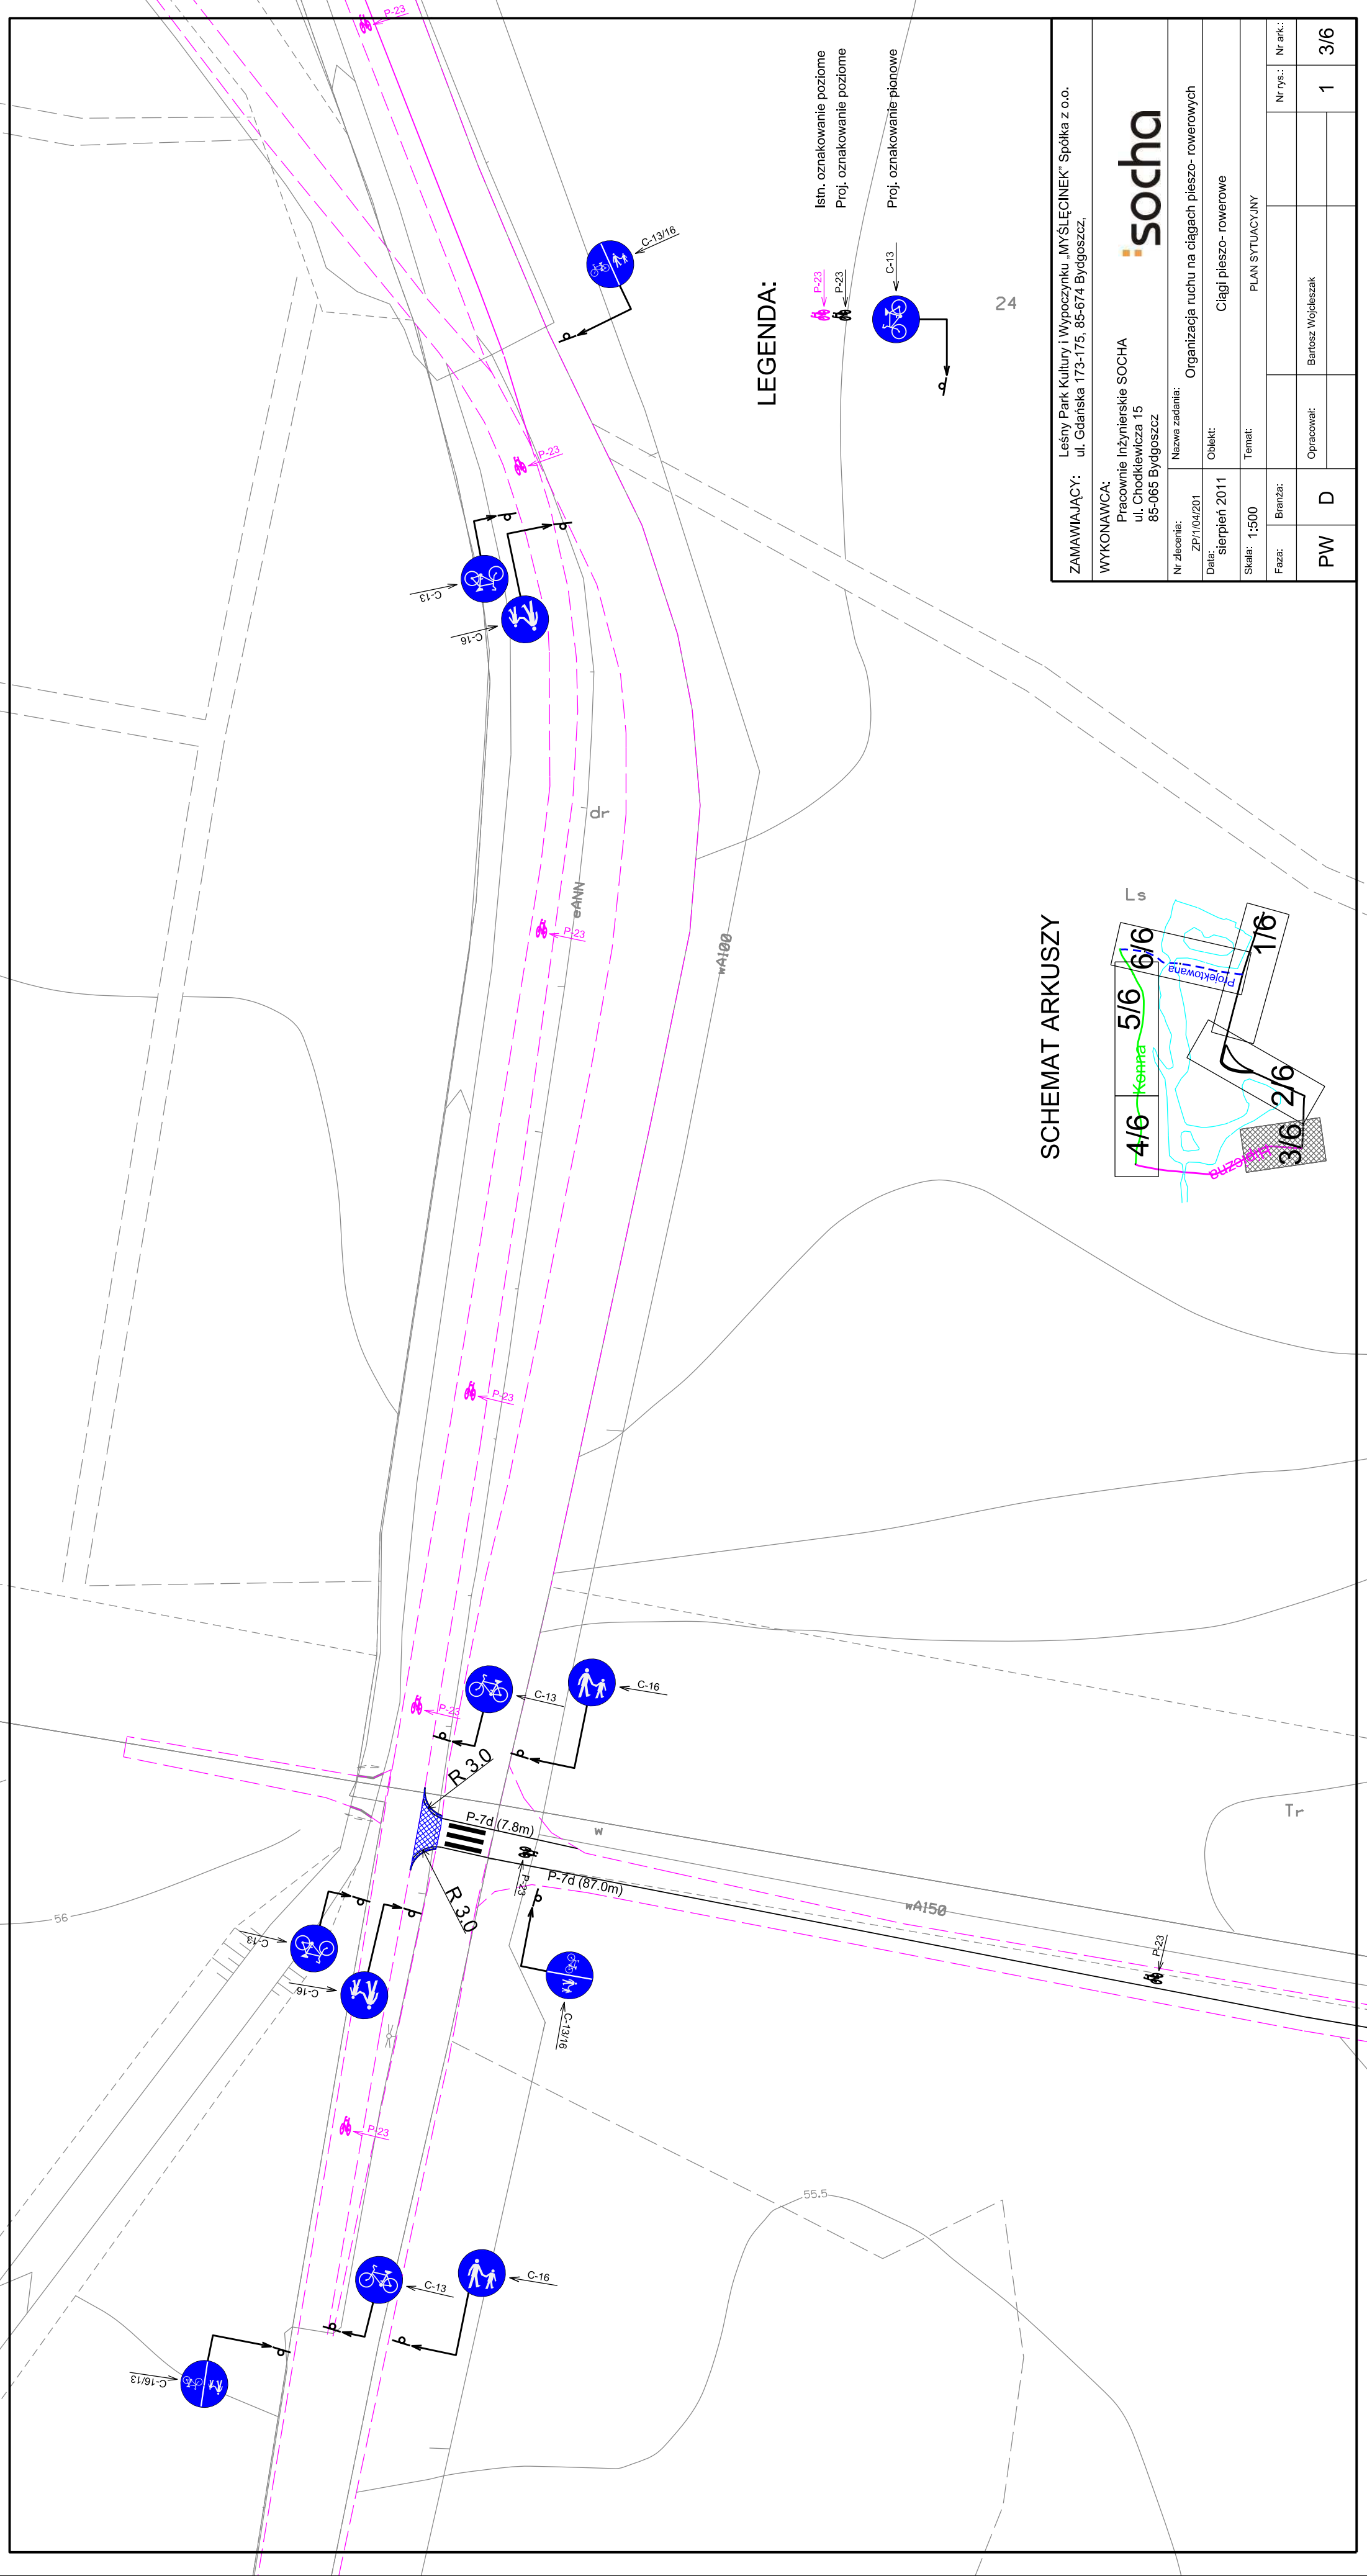 P-23
C-13/16
P-23
C-13
C-16
dr
eANN
P-23
wA100
P-23
C-13
C-16
P-23
R 3.0
P-7d (7.8m)
w
P-23
P-7d (87.0m)
R 3.0
56
C-13
C-16
C-13/16
wA150
P-23
Tr
P-23
55.5
C-13
C-16
C-16/13
LEGENDA:
P-23
Istn. oznakowanie poziome
P-23
Proj. oznakowanie poziome
C-13
Proj. oznakowanie pionowe
24
Ls
SCHEMAT ARKUSZY
4/6
5/6
6/6
Konna
Projektowana
1/6
2/6
3/6
ZAMAWIAJĄCY: Leśny Park Kultury i Wypoczynku „MYŚLĘCINEK” Spółka z o.o.
ul. Gdańska 173-175, 85-674 Bydgoszcz,
WYKONAWCA:
Pracownie Inżynierskie SOCHA
ul. Chodkiewicza 15
85-065 Bydgoszcz
socha
Nr zlecenia: ZP/1/04/201
Nazwa zadania: Organizacja ruchu na ciągach pieszo- rowerowych
Data: sierpień 2011
Obiekt: Ciągi pieszo- rowerowe
Skala: 1:500
Temat: PLAN SYTUACYJNY
Faza: Branża: Nr rys.: Nr ark.:
PW D Opracował: Bartosz Wojcieszak 1 3/6